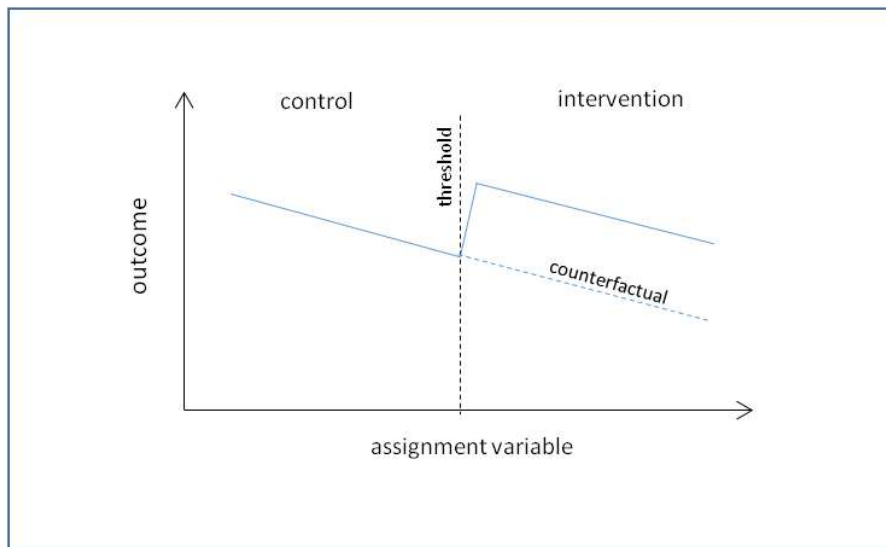 control
intervention
threshold
outcome
counterfactual
assignment variable